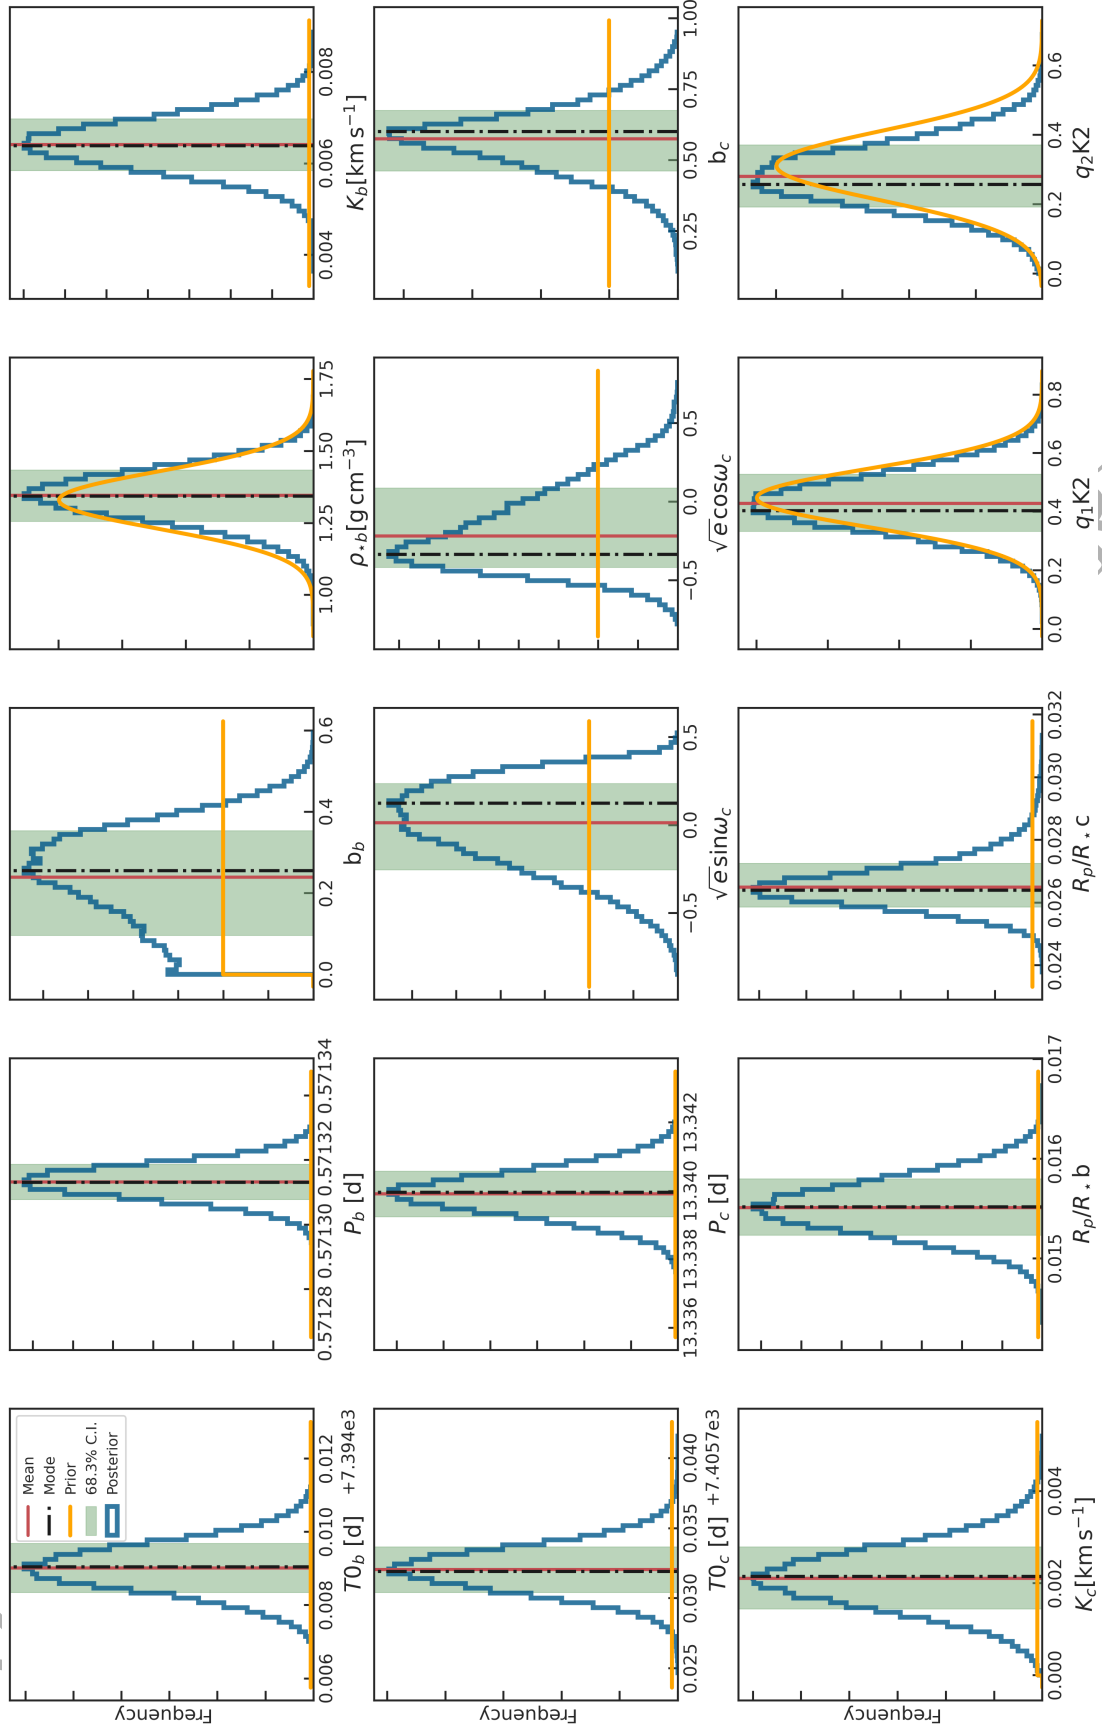 Mean
Mode
Prior
68.3% C.I.
Posterior
Frequency
0.006 0.008 0.010 0.012
T0_b [d] +7.394e3
0.57128 0.57130 0.57132 0.57134
P_b [d]
0.0 0.2 0.4 0.6
b_b
1.00 1.25 1.50 1.75
ρ_{⋆b}[g cm^{−3}]
0.004 0.006 0.008
K_b[km s^{−1}]
Frequency
0.025 0.030 0.035 0.040
T0_c [d] +7.4057e3
13.336 13.338 13.340 13.342
P_c [d]
−0.5 0.0 0.5
√e sinω_c
−0.5 0.0 0.5
√e cosω_c
0.25 0.50 0.75 1.00
b_c
Frequency
0.000 0.002 0.004
K_c[km s^{−1}]
0.015 0.016 0.017
R_p/R_⋆ b
0.024 0.026 0.028 0.030 0.032
R_p/R_⋆ c
0.0 0.2 0.4 0.6 0.8
q_1K2
0.0 0.2 0.4 0.6
q_2K2